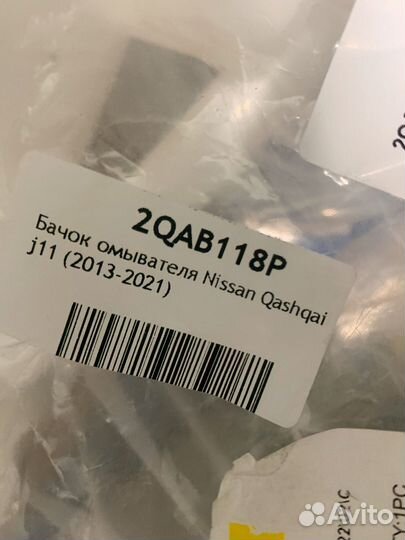 2QAB118P
Бачок омывателя Nissan Qashqai
j11 (2013-2021)
Avito